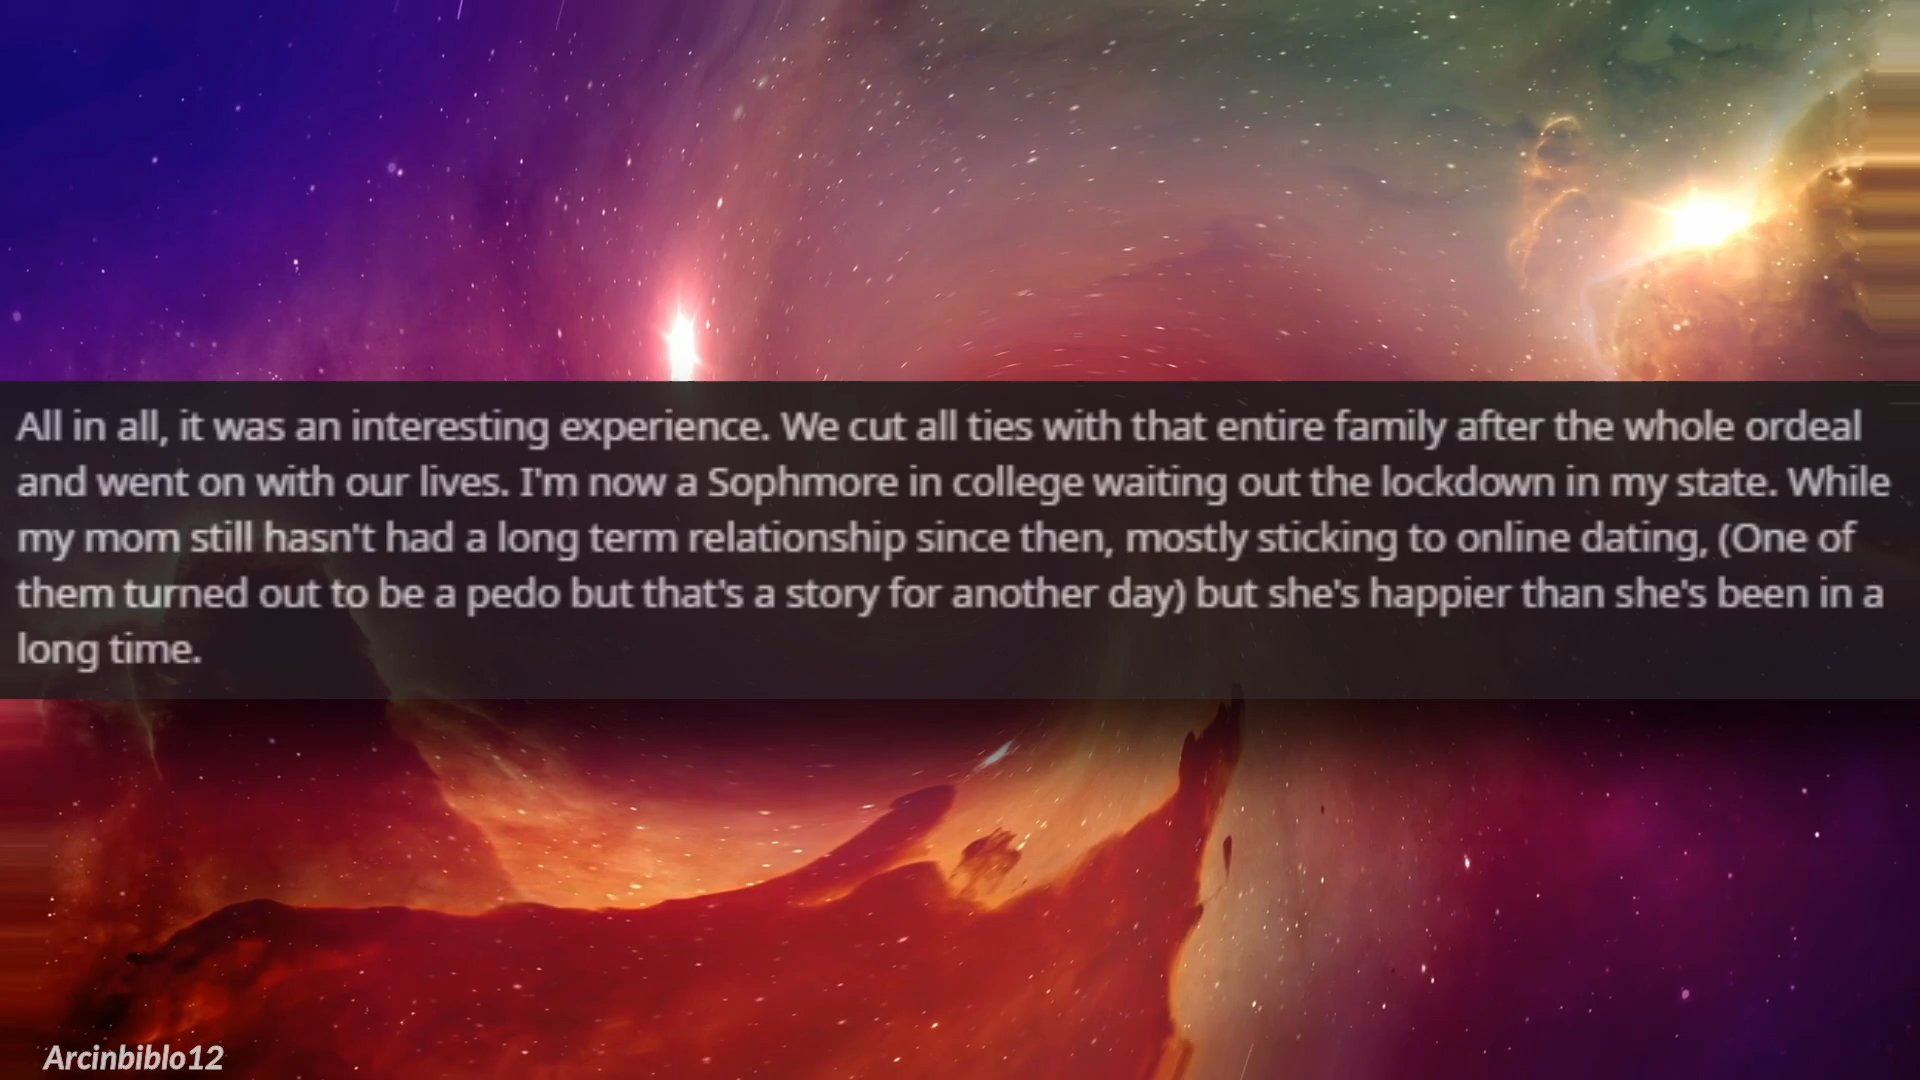 All in all, it was an interesting experience. We cut all ties with that entire family after the whole ordeal
and went on with our lives. I'm now a Sophmore in college waiting out the lockdown in my state. While
my mom still hasn't had a long term relationship since then, mostly sticking to online dating, (One of
them turned out to be a pedo but that's a story for another day) but she's happier than she's been in a
long time.
Arcinbiblo12